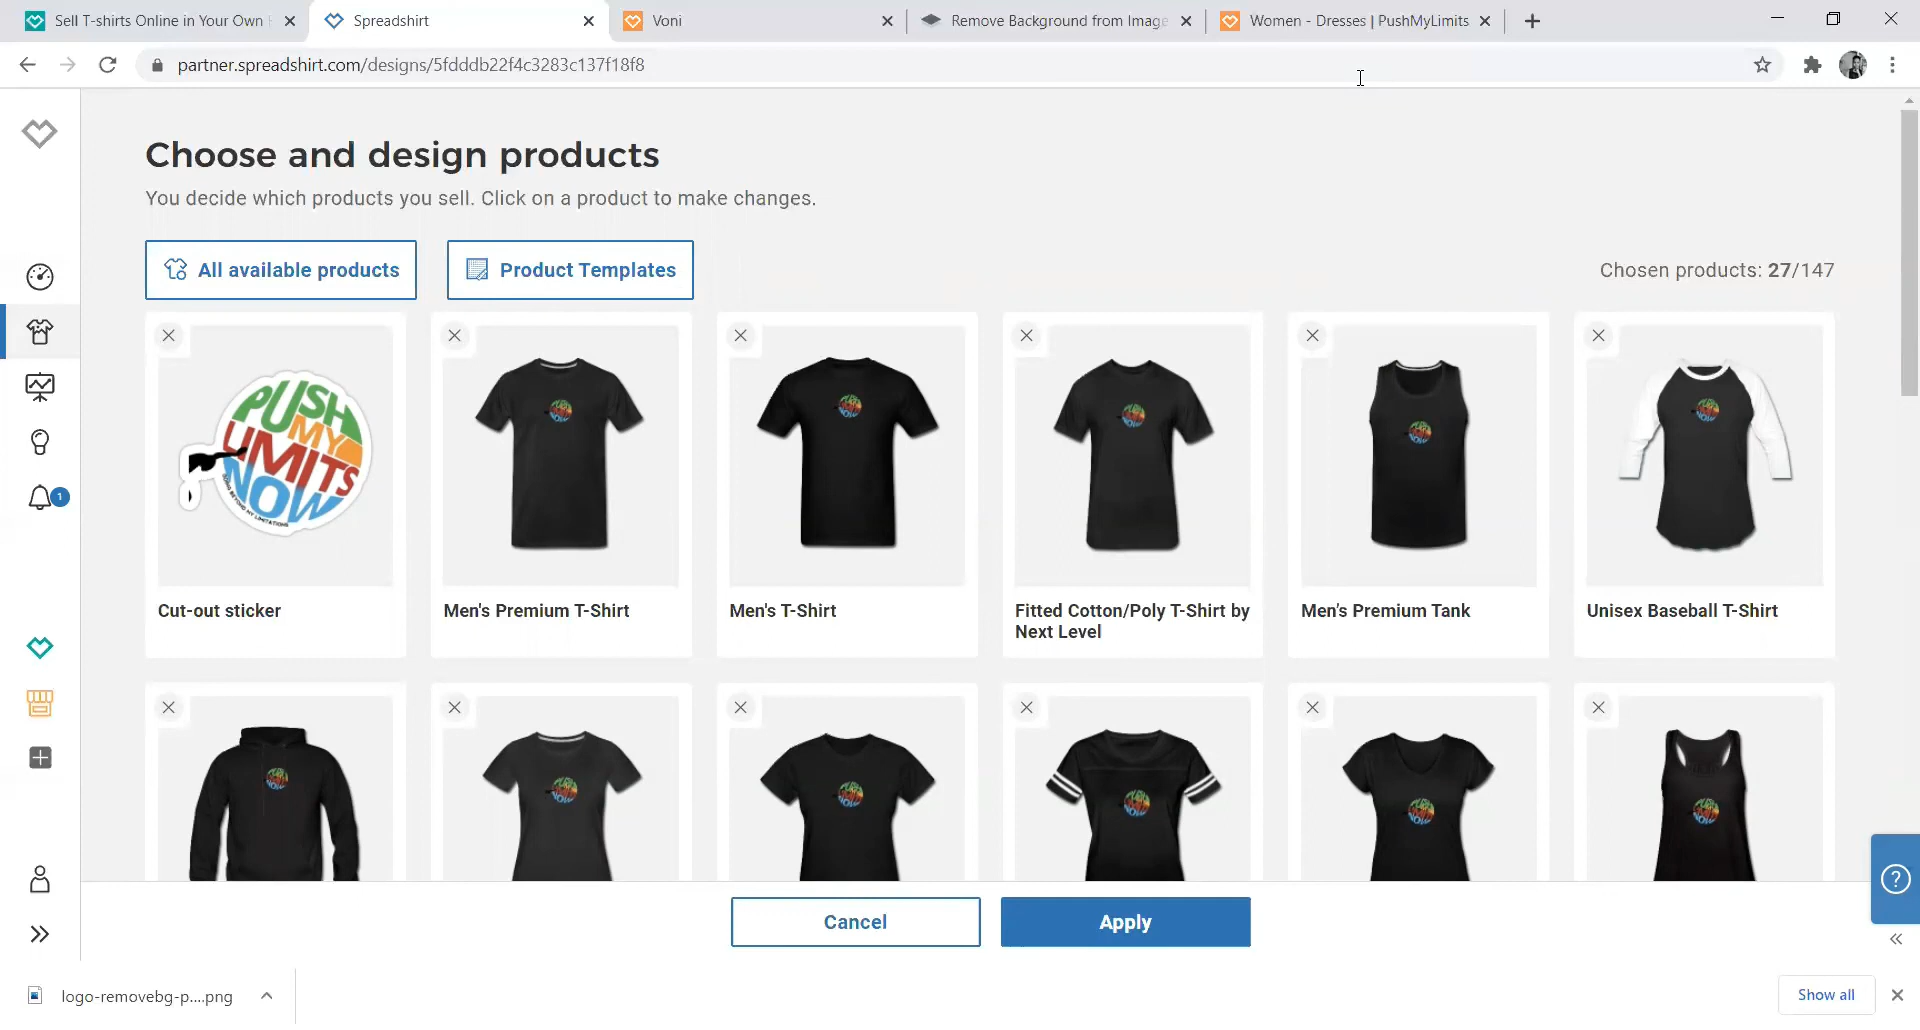 Sell T-shirts Online in Your Own
Spreadshirt
Voni
Remove Background from Image
Women - Dresses | PushMyLimits
partner.spreadshirt.com/designs/5fdddb22f4c3283c137f18f8
Choose and design products
You decide which products you sell. Click on a product to make changes.
All available products
Product Templates
Chosen products: 27/147
PUSH
MY
LIMITS
NOW
GOING BEYOND MY LIMITATIONS
Cut-out sticker
Men's Premium T-Shirt
Men's T-Shirt
Fitted Cotton/Poly T-Shirt by
Next Level
Men's Premium Tank
Unisex Baseball T-Shirt
1
Cancel
Apply
logo-removebg-p....png
Show all